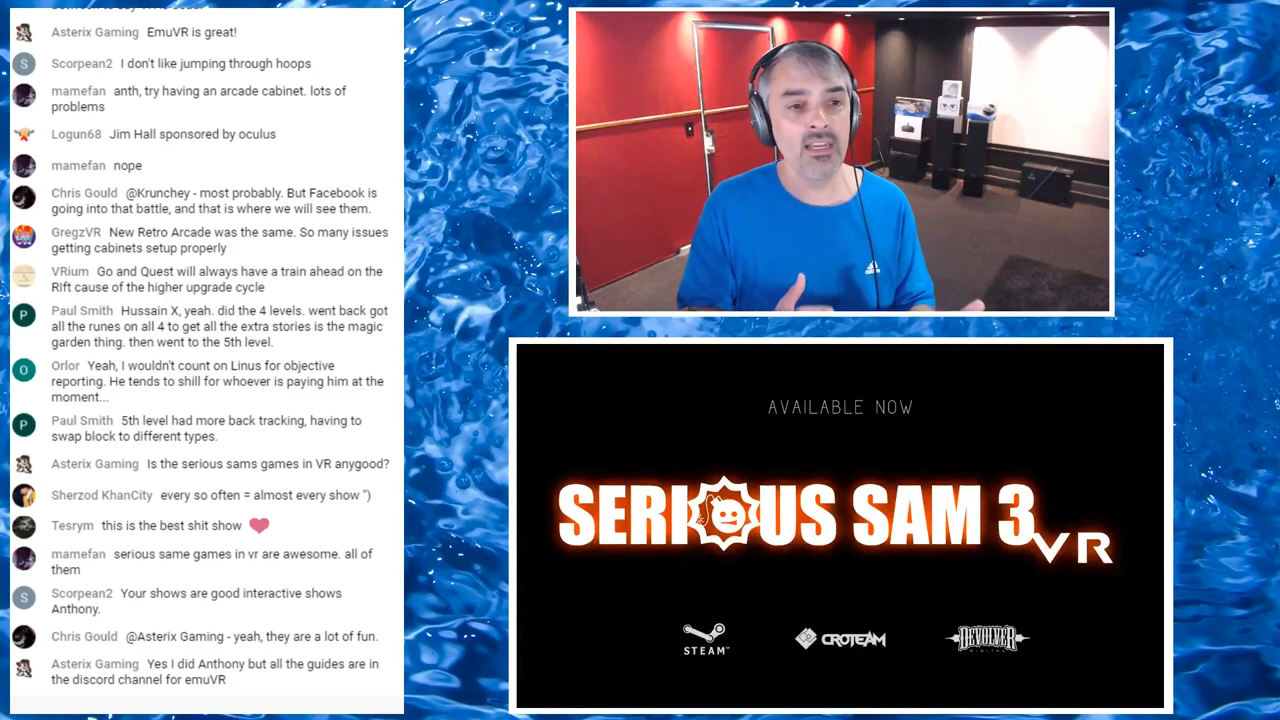 Asterix Gaming EmuVR is great!
S Scorpean2 I don't like jumping through hoops
mamefan anth, try having an arcade cabinet. lots of
problems
Logun68 Jim Hall sponsored by oculus
mamefan nope
Chris Gould @Krunchey - most probably. But Facebook is
going into that battle, and that is where we will see them.
GregzVR New Retro Arcade was the same. So many issues
getting cabinets setup properly
VRium Go and Quest will always have a train ahead on the
RIft cause of the higher upgrade cycle
P Paul Smith Hussain X, yeah. did the 4 levels. went back got
all the runes on all 4 to get all the extra stories is the magic
garden thing. then went to the 5th level.
O Orlor Yeah, I wouldn't count on Linus for objective
reporting. He tends to shill for whoever is paying him at the
moment...
P Paul Smith 5th level had more back tracking, having to
swap block to different types.
Asterix Gaming Is the serious sams games in VR anygood?
Sherzod KhanCity every so often = almost every show ")
Tesrym this is the best shit show
mamefan serious same games in vr are awesome. all of
them
S Scorpean2 Your shows are good interactive shows
Anthony.
Chris Gould @Asterix Gaming - yeah, they are a lot of fun.
Asterix Gaming Yes I did Anthony but all the guides are in
the discord channel for emuVR
adidas
AVAILABLE NOW
SERIOUS SAM 3
VR
STEAM™
CROTEAM
DEVOLVER
DIGITAL